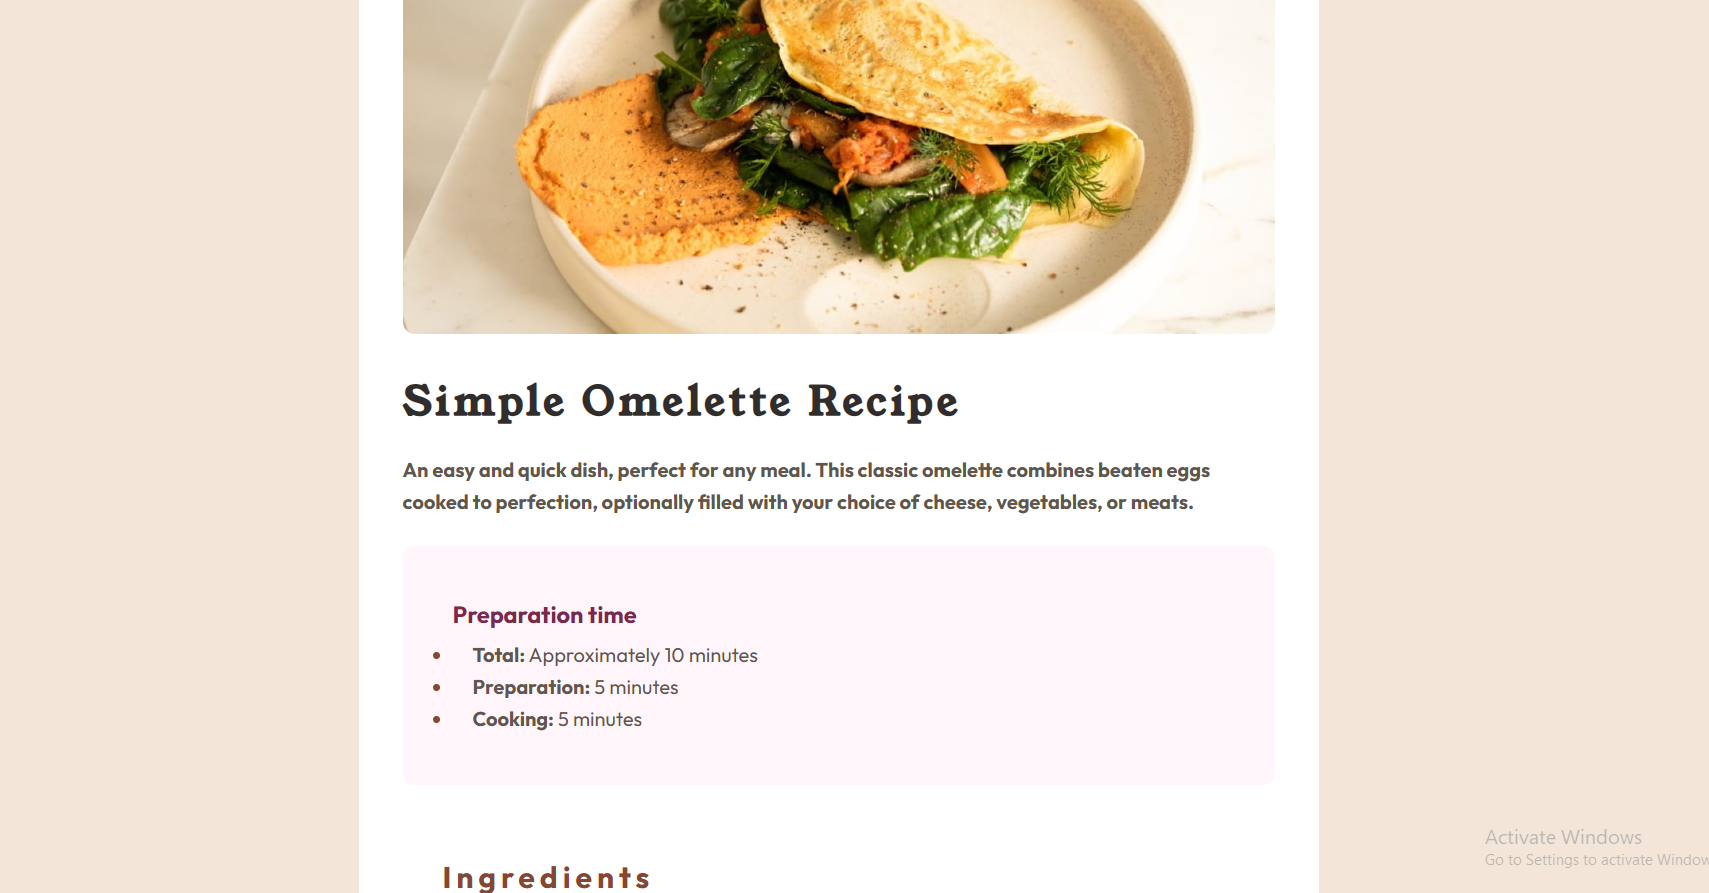 Simple Omelette Recipe
An easy and quick dish, perfect for any meal. This classic omelette combines beaten eggs
cooked to perfection, optionally filled with your choice of cheese, vegetables, or meats.
Preparation time
• Total: Approximately 10 minutes
• Preparation: 5 minutes
• Cooking: 5 minutes
Ingredients
Activate Windows
Go to Settings to activate Window